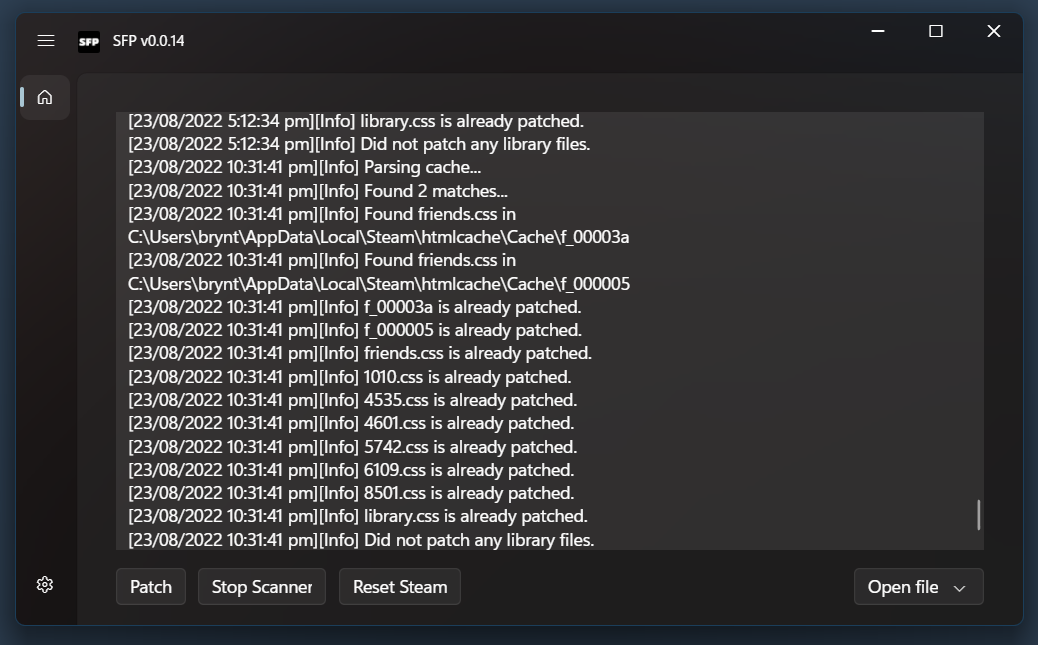 SFP SFP v0.0.14
[23/08/2022 5:12:34 pm][Info] library.css is already patched.
[23/08/2022 5:12:34 pm][Info] Did not patch any library files.
[23/08/2022 10:31:41 pm][Info] Parsing cache...
[23/08/2022 10:31:41 pm][Info] Found 2 matches...
[23/08/2022 10:31:41 pm][Info] Found friends.css in
C:\Users\brynt\AppData\Local\Steam\htmlcache\Cache\f_00003a
[23/08/2022 10:31:41 pm][Info] Found friends.css in
C:\Users\brynt\AppData\Local\Steam\htmlcache\Cache\f_000005
[23/08/2022 10:31:41 pm][Info] f_00003a is already patched.
[23/08/2022 10:31:41 pm][Info] f_000005 is already patched.
[23/08/2022 10:31:41 pm][Info] friends.css is already patched.
[23/08/2022 10:31:41 pm][Info] 1010.css is already patched.
[23/08/2022 10:31:41 pm][Info] 4535.css is already patched.
[23/08/2022 10:31:41 pm][Info] 4601.css is already patched.
[23/08/2022 10:31:41 pm][Info] 5742.css is already patched.
[23/08/2022 10:31:41 pm][Info] 6109.css is already patched.
[23/08/2022 10:31:41 pm][Info] 8501.css is already patched.
[23/08/2022 10:31:41 pm][Info] library.css is already patched.
[23/08/2022 10:31:41 pm][Info] Did not patch any library files.
Patch Stop Scanner Reset Steam Open file